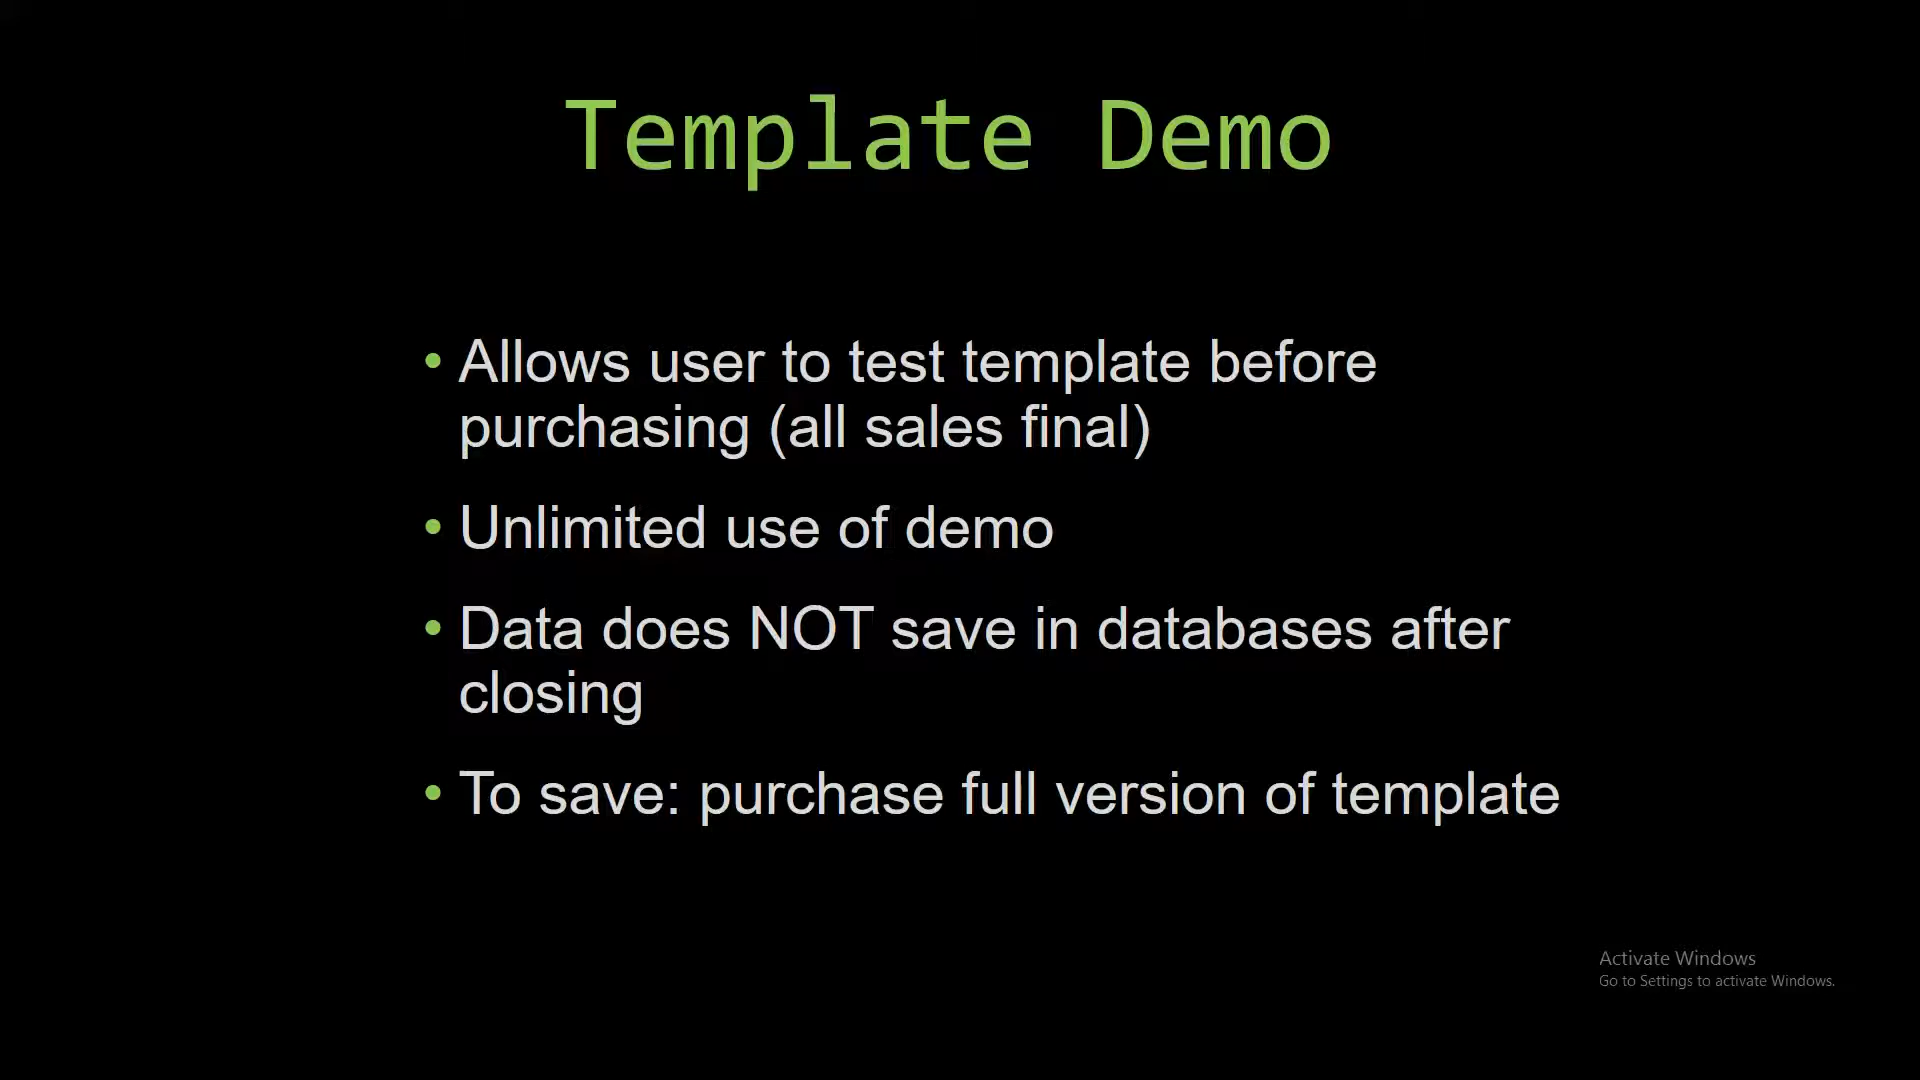 Template Demo
• Allows user to test template before
purchasing (all sales final)
• Unlimited use of demo
• Data does NOT save in databases after
closing
• To save: purchase full version of template
Activate Windows
Go to Settings to activate Windows.